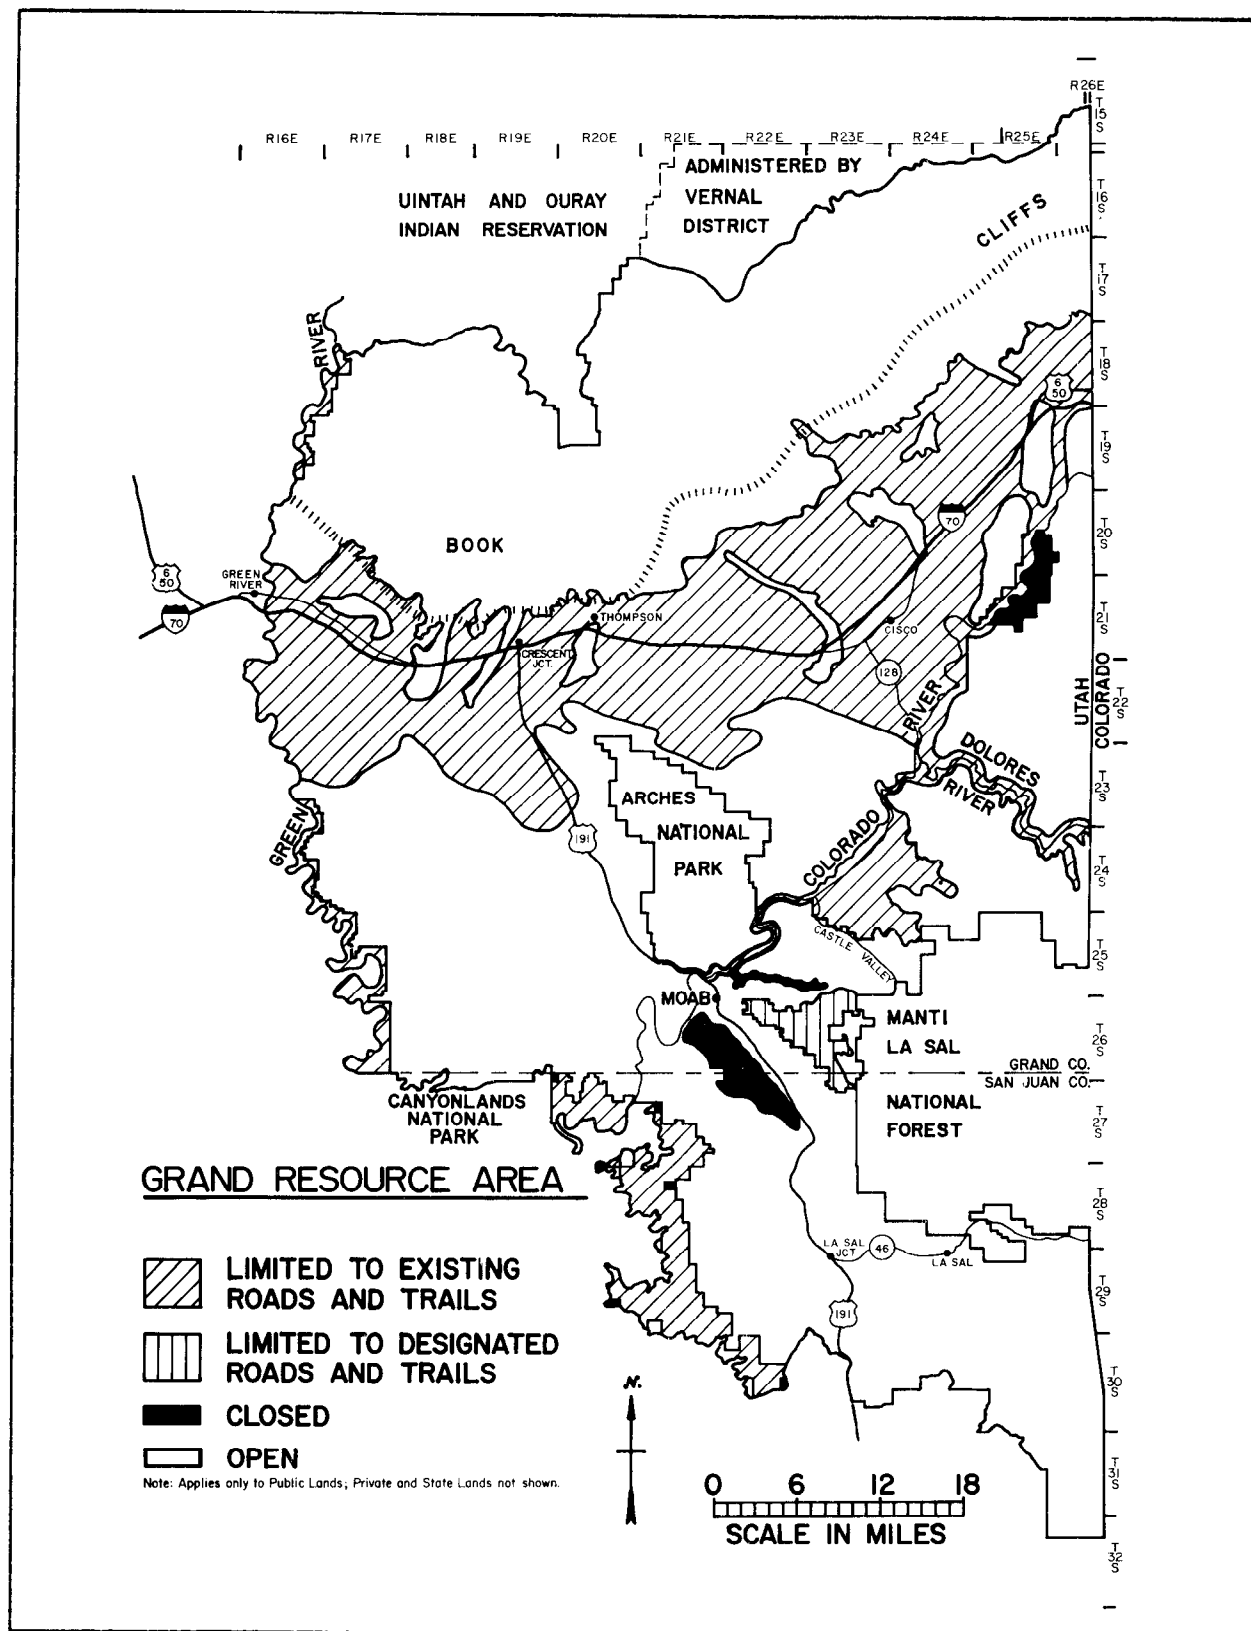 R26E
T
15
S
R16E R17E R18E R19E R20E R21E R22E R23E R24E R25E
ADMINISTERED BY
VERNAL
DISTRICT
UINTAH AND OURAY
INDIAN RESERVATION
T
16
S
CLIFFS
T
17
S
RIVER
T
18
S
6
50
T
19
S
70
T
20
S
BOOK
6
50
GREEN
RIVER
70
THOMPSON
CISCO
T
21
S
CRESCENT
JCT.
128
UTAH
COLORADO
T
22
S
RIVER
DOLORES
RIVER
T
23
S
ARCHES
NATIONAL
PARK
GREEN
191
COLORADO
T
24
S
CASTLE VALLEY
T
25
S
MOAB
MANTI
LA SAL
T
26
S
GRAND CO.
SAN JUAN CO.
CANYONLANDS
NATIONAL
PARK
NATIONAL
FOREST
T
27
S
GRAND RESOURCE AREA
T
28
S
LA SAL
JCT
46
LA SAL
LIMITED TO EXISTING
ROADS AND TRAILS
T
29
S
191
LIMITED TO DESIGNATED
ROADS AND TRAILS
N.
T
30
S
CLOSED
OPEN
Note: Applies only to Public Lands; Private and State Lands not shown.
T
31
S
0 6 12 18
SCALE IN MILES
T
32
S